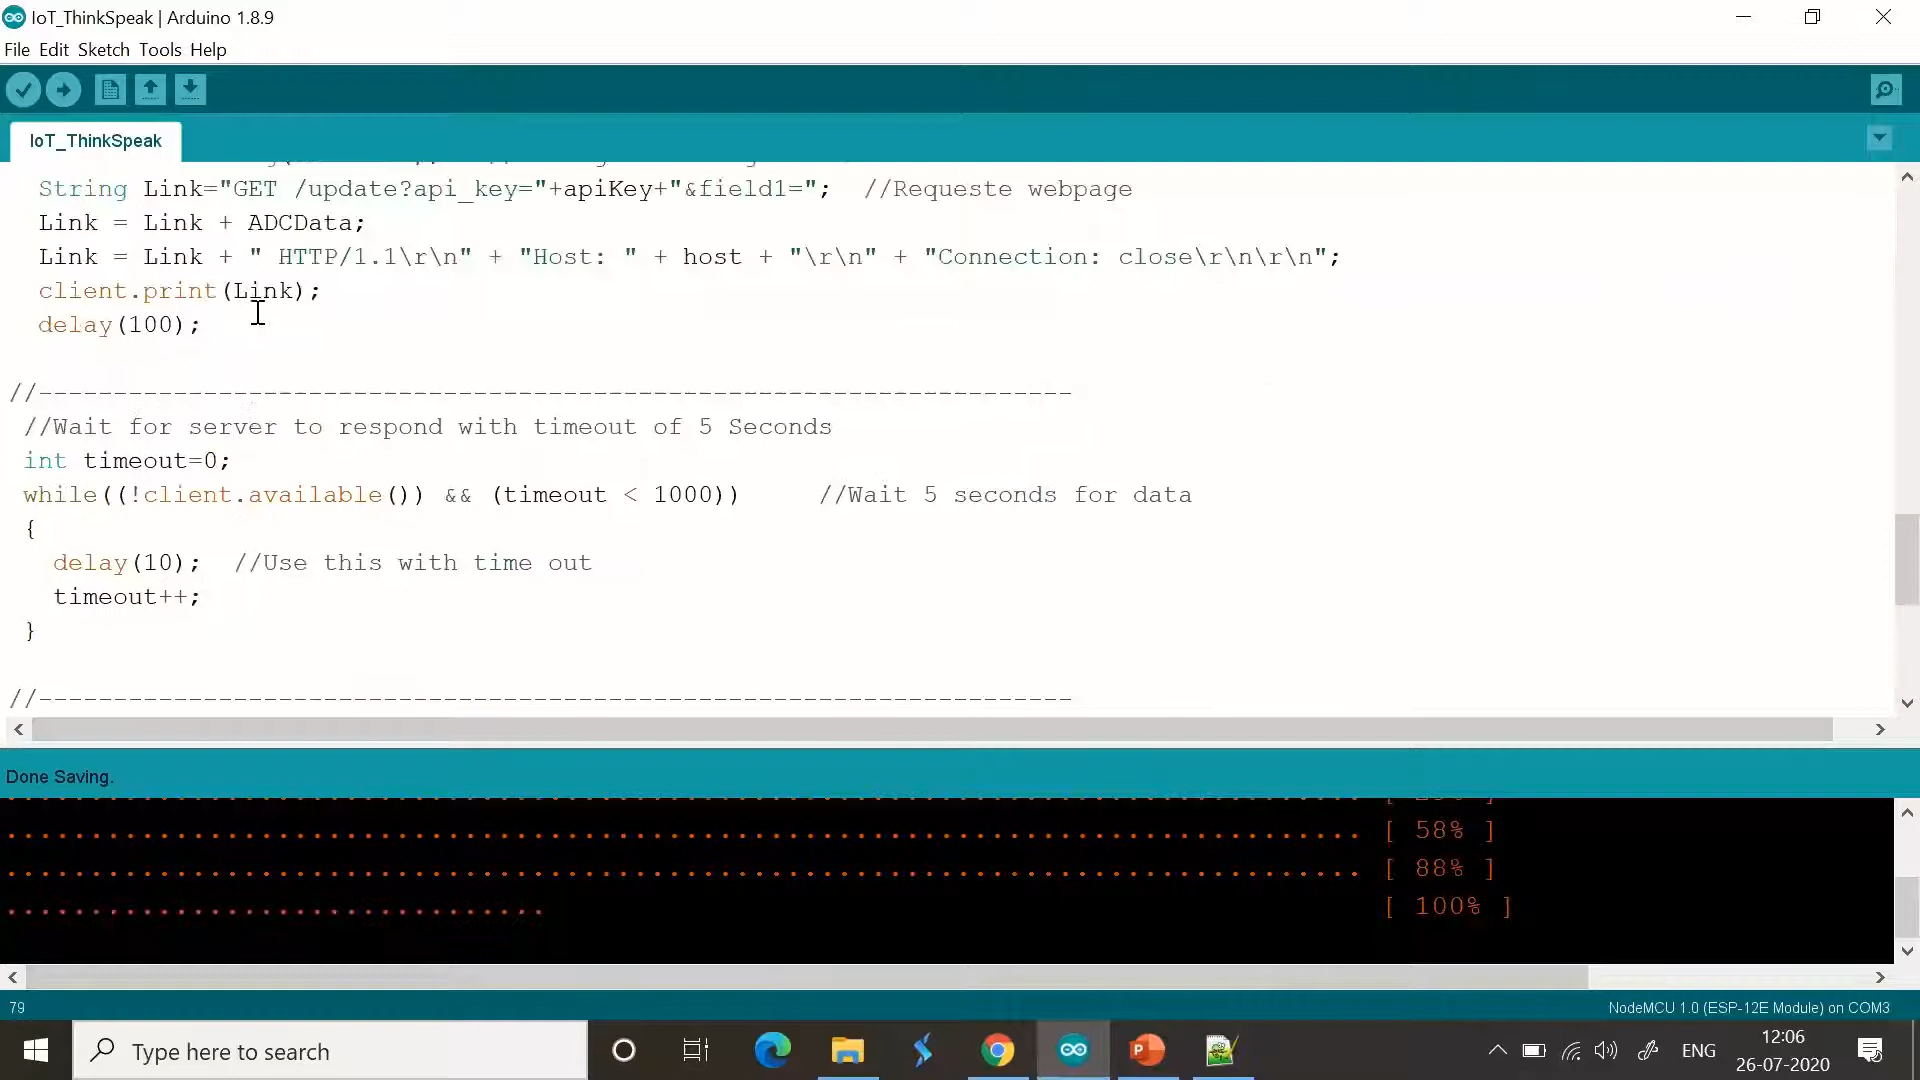 IoT_ThinkSpeak | Arduino 1.8.9
File Edit Sketch Tools Help
IoT_ThinkSpeak
String Link="GET /update?api_key="+apiKey+"&field1="; //Requeste webpage
Link = Link + ADCData;
Link = Link + " HTTP/1.1\r\n" + "Host: " + host + "\r\n" + "Connection: close\r\n\r\n";
client.print(Link);
delay(100);
//---------------------------------------------------------------------
//Wait for server to respond with timeout of 5 Seconds
int timeout=0;
while((!client.available()) && (timeout < 1000)) //Wait 5 seconds for data
{
delay(10); //Use this with time out
timeout++;
}
//---------------------------------------------------------------------
Done Saving.
................................................................................ [ 58% ]
................................................................................ [ 88% ]
................................ [ 100% ]
79
NodeMCU 1.0 (ESP-12E Module) on COM3
Type here to search
ENG
12:06
26-07-2020